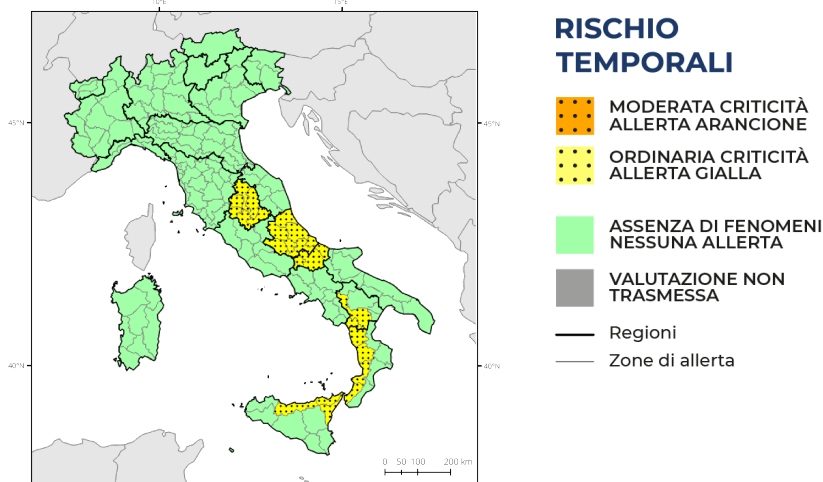 15°E
RISCHIO
TEMPORALI
MODERATA CRITICITÀ
ALLERTA ARANCIONE
ORDINARIA CRITICITÀ
ALLERTA GIALLA
ASSENZA DI FENOMENI
NESSUNA ALLERTA
VALUTAZIONE NON
TRASMESSA
Regioni
Zone di allerta
45°N
45°N
40°N
40°N
0 50 100 200 km